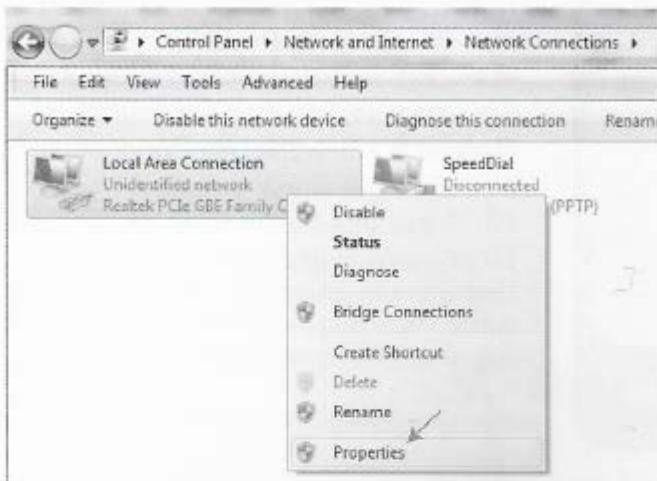 Control Panel ▸ Network and Internet ▸ Network Connections ▸
File Edit View Tools Advanced Help
Organize ▾ Disable this network device Diagnose this connection Renam
Local Area Connection
Unidentified network
Realtek PCIe GBE Family C
SpeedDial
Disconnected
(PPTP)
Disable
Status
Diagnose
Bridge Connections
Create Shortcut
Delete
Rename
Properties